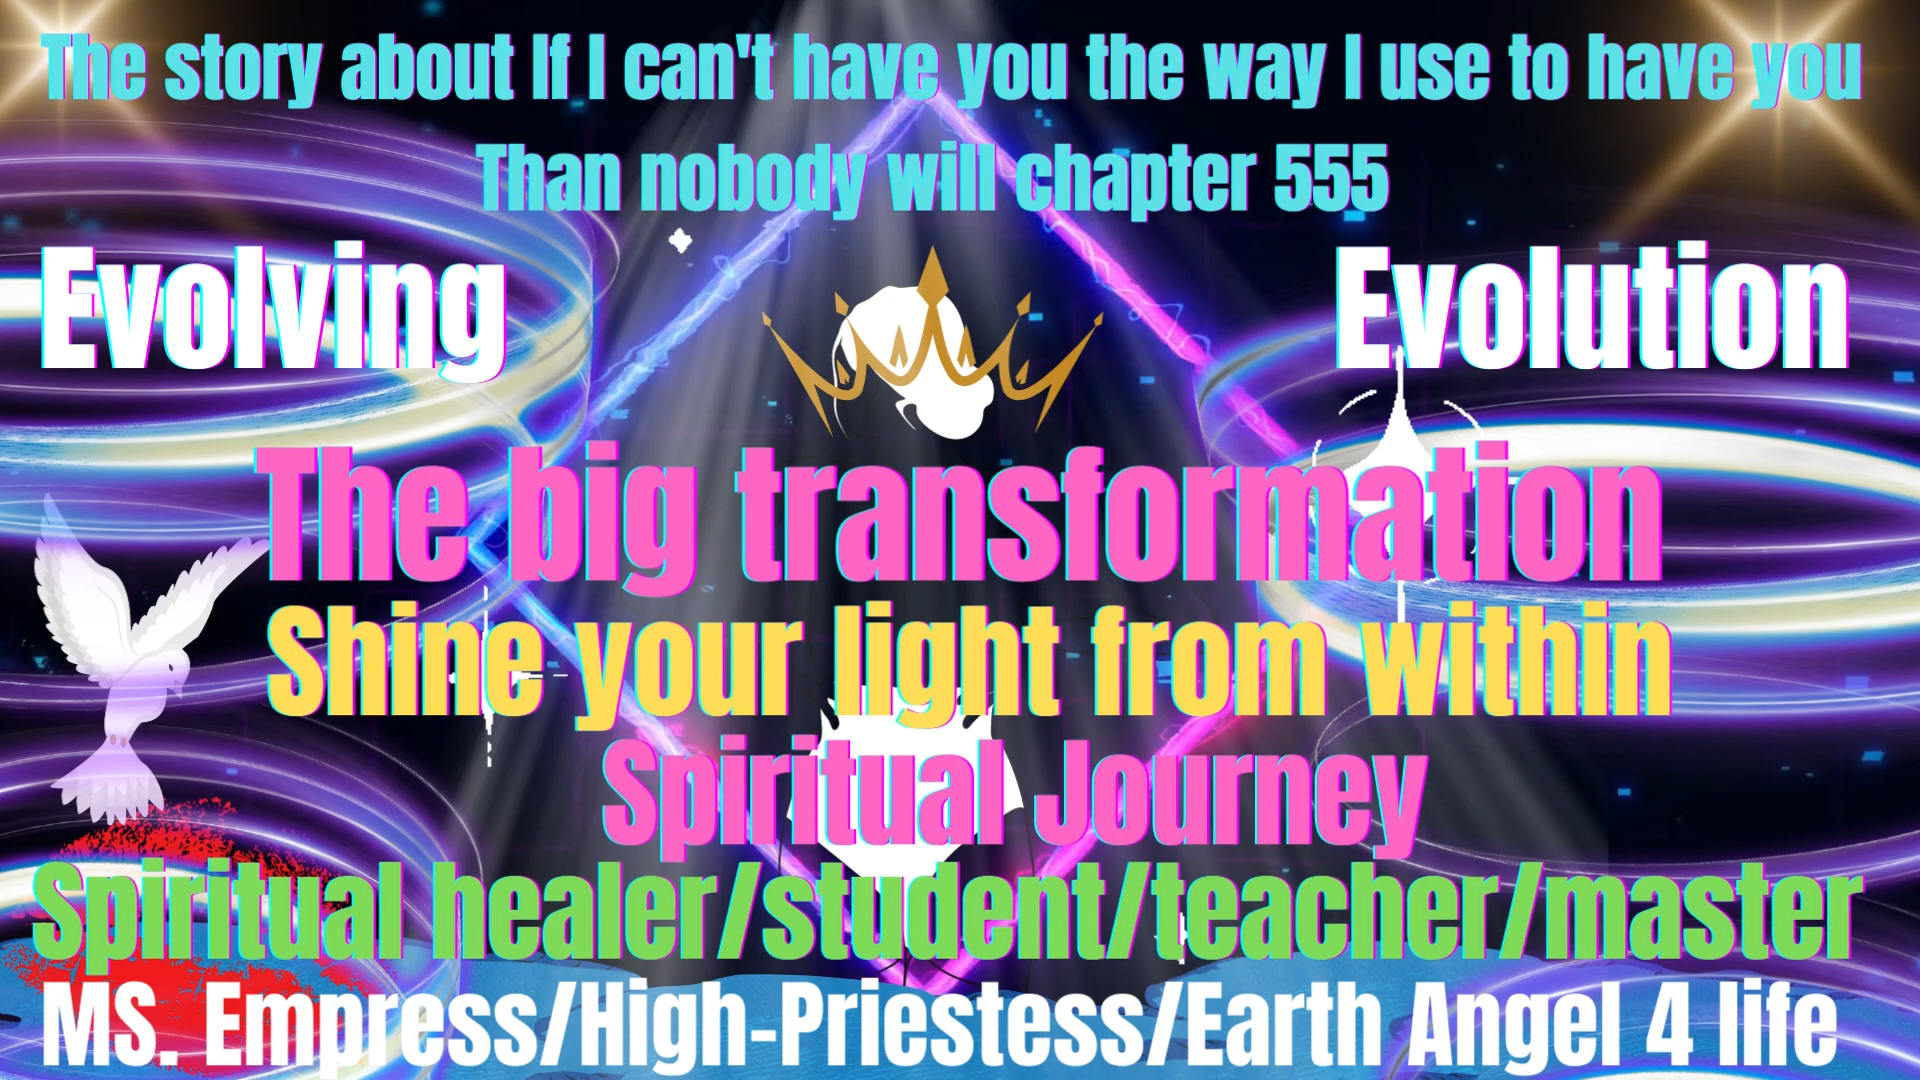 The story about If I can't have you the way I use to have you
Than nobody will chapter 555
Evolving
Evolution
The big transformation
Shine your light from within
Spiritual Journey
Spiritual healer/student/teacher/master
MS. Empress/High-Priestess/Earth Angel 4 life